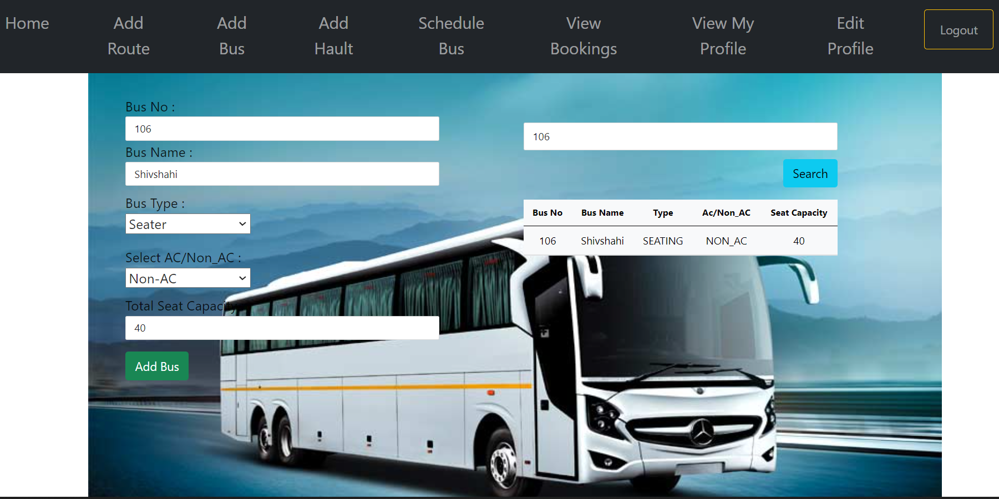 Home
Add Route
Add Bus
Add Hault
Schedule Bus
View Bookings
View My Profile
Edit Profile
Logout
Bus No :
106
Bus Name :
Shivshahi
Bus Type :
Seater
Select AC/Non_AC :
Non-AC
Total Seat Capacity
40
Add Bus
106
Search
Bus No Bus Name Type Ac/Non_AC Seat Capacity
106 Shivshahi SEATING NON_AC 40